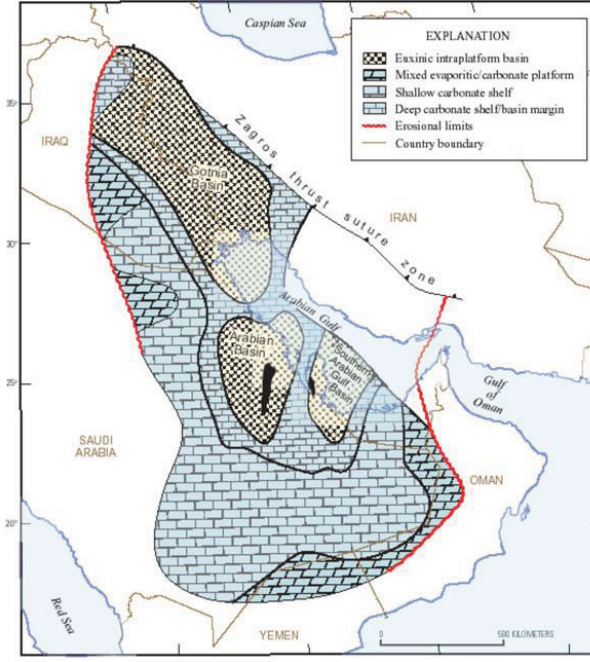 Caspian Sea
EXPLANATION
Euxinic intraplatform basin
Mixed evaporitic/carbonate platform
Shallow carbonate shelf
Deep carbonate shelf/basin margin
Erosional limits
Country boundary
35°
IRAQ
Zagros thrust suture zone
Gotnia
Basin
IRAN
30°
Arabian Gulf
Arabian
Basin
Southern
Arabian
Gulf
Basin
25°
Gulf
of
Oman
SAUDI
ARABIA
OMAN
20°
Red Sea
YEMEN
0
500 KILOMETERS